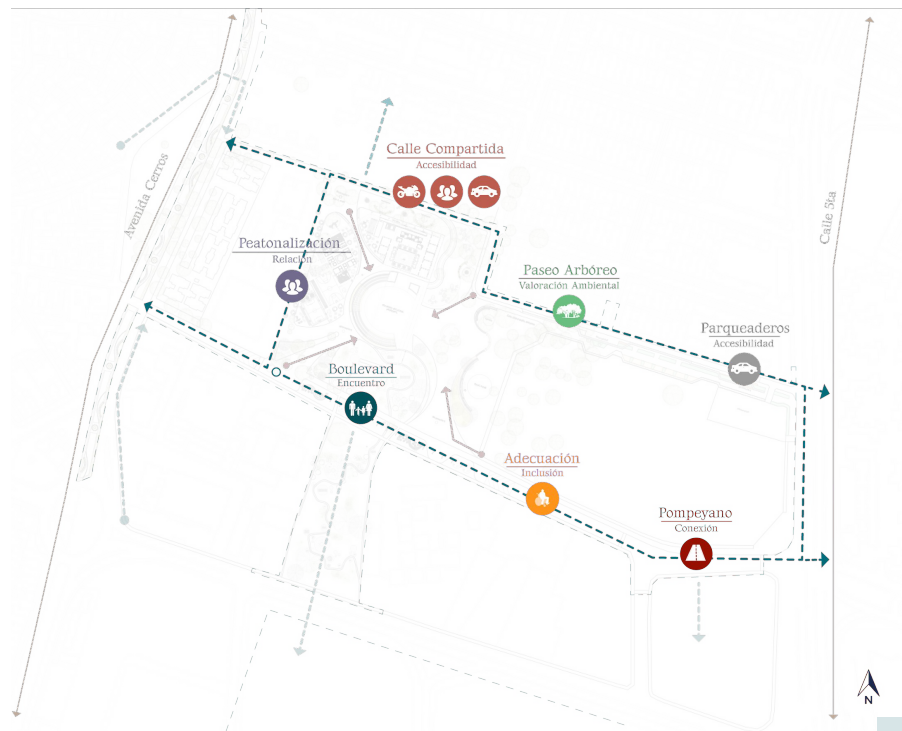 Calle Compartida
Accesibilidad
Avenida Cerros
Calle 5ta
Peatonalización
Relación
Paseo Arbóreo
Valoración Ambiental
Parqueaderos
Accesibilidad
Boulevard
Encuentro
Adecuación
Inclusión
Pompeyano
Conexión
N